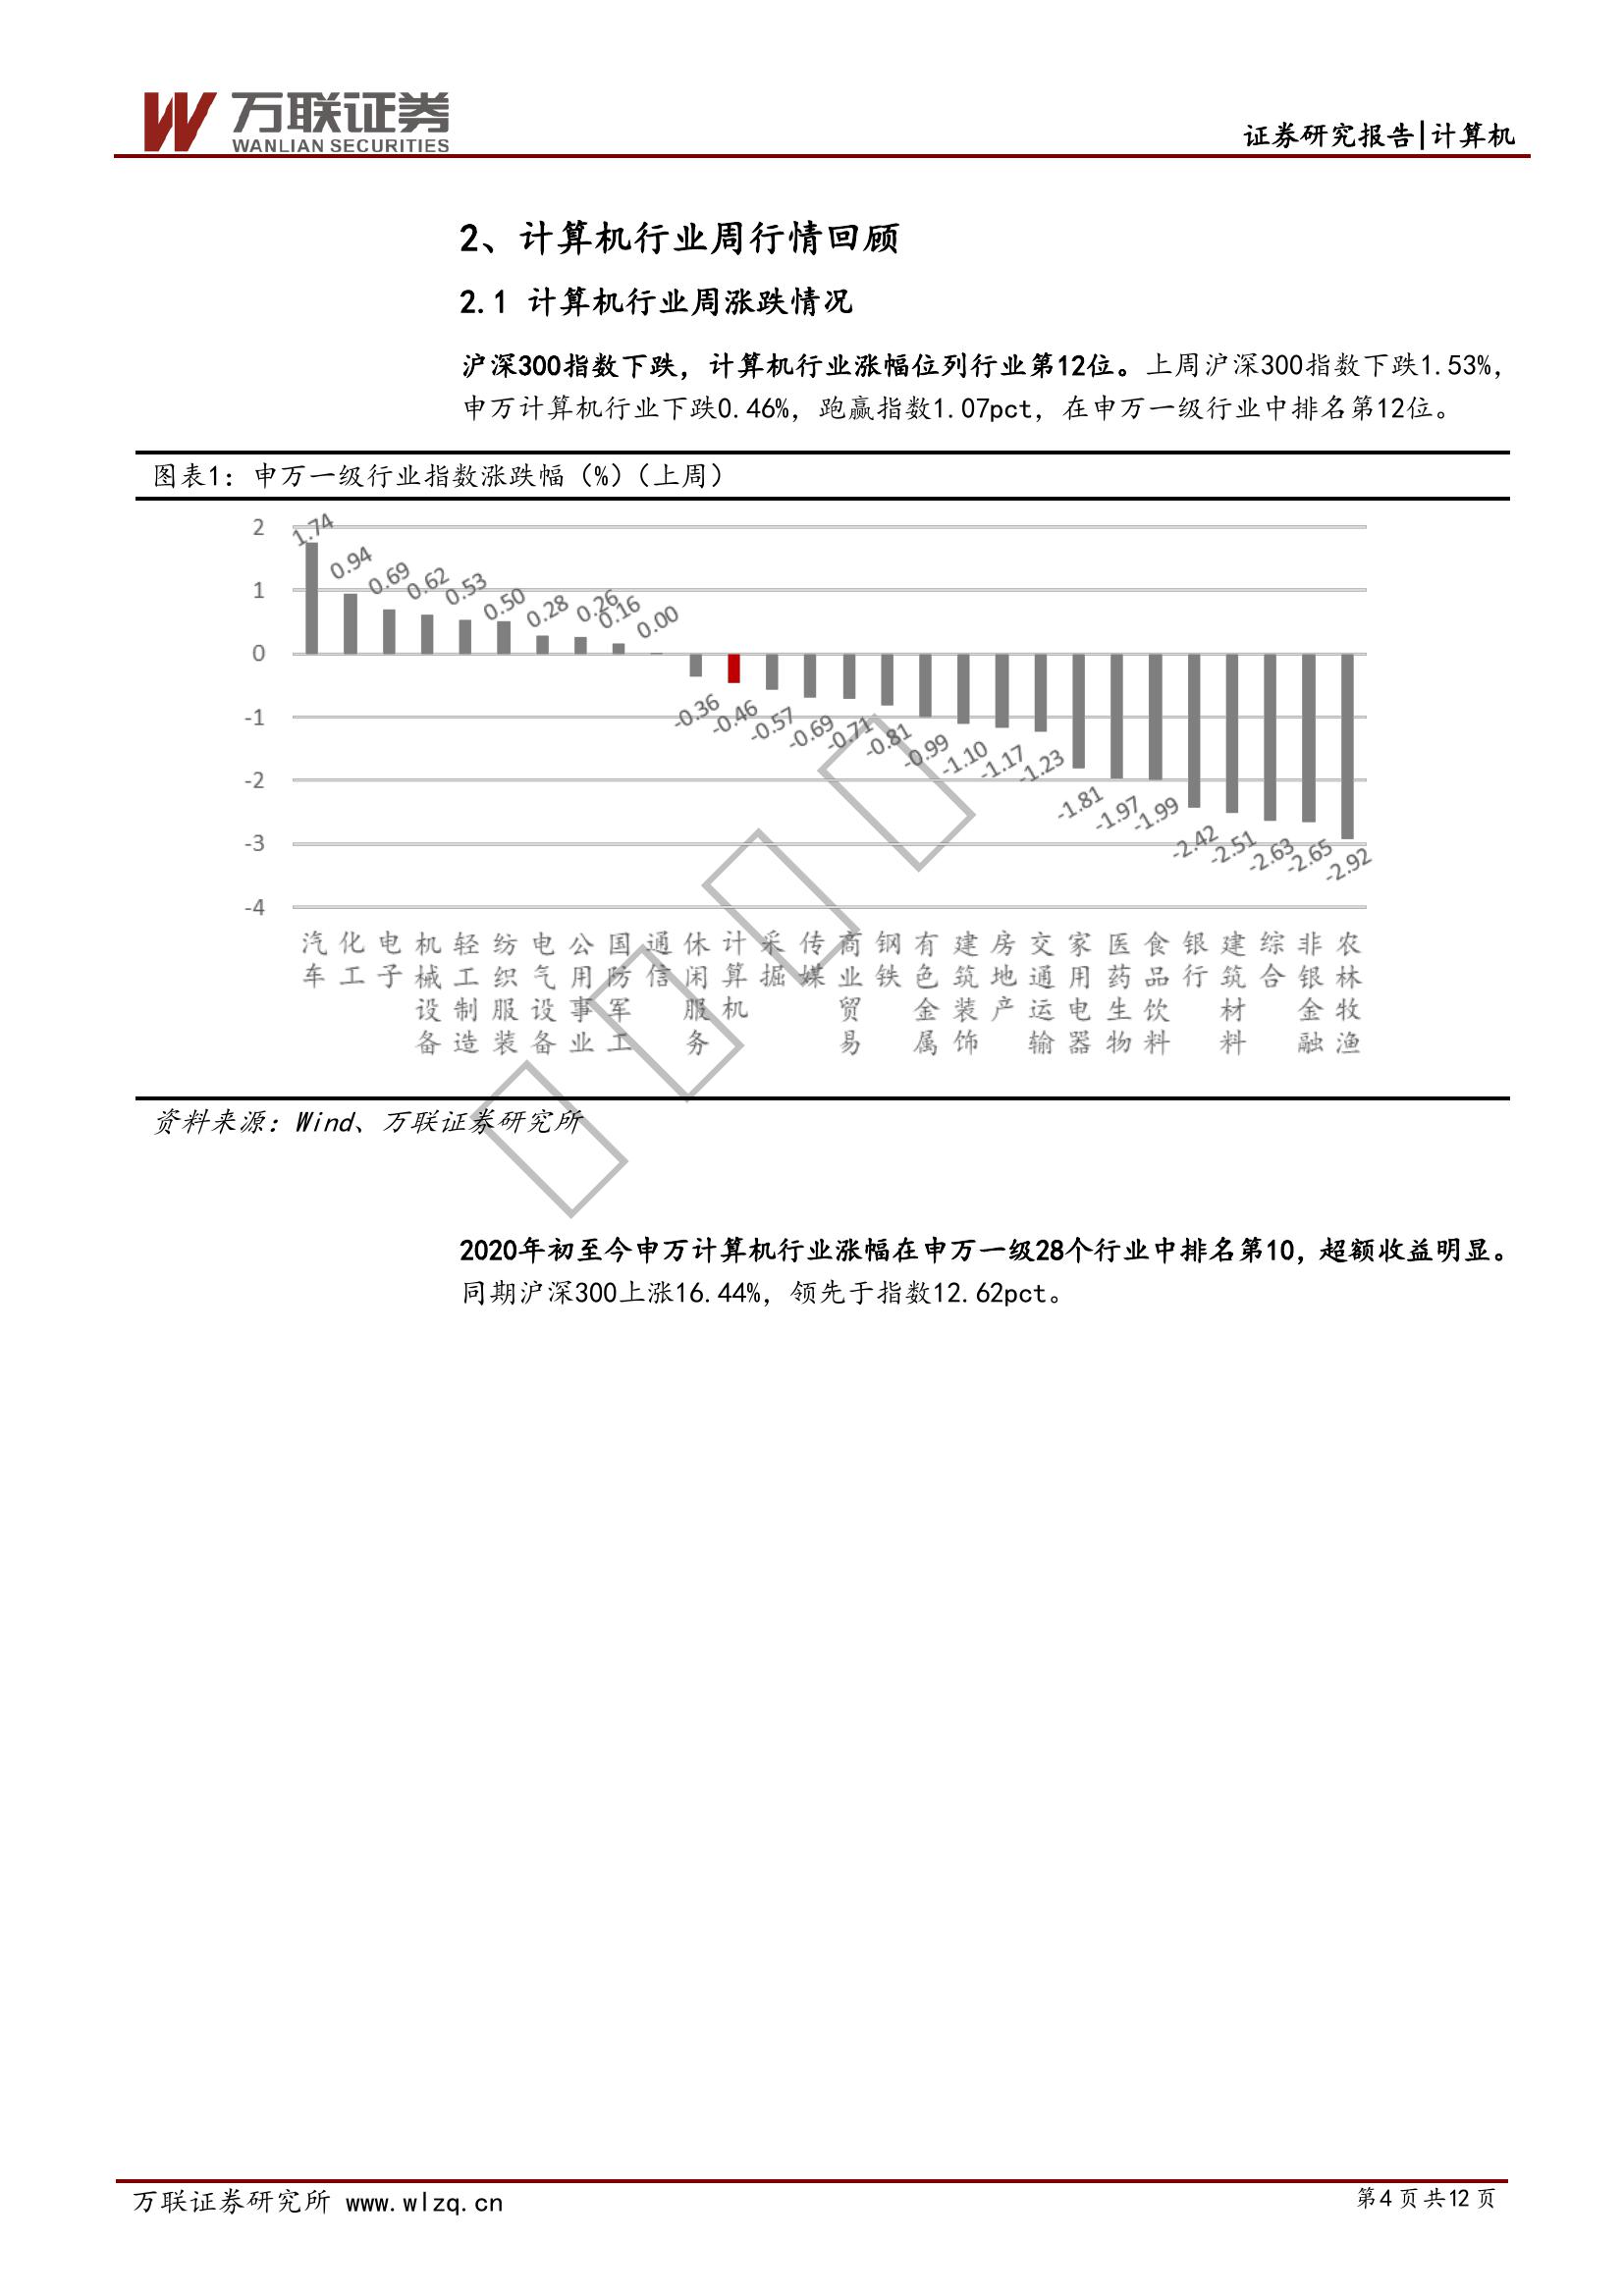 万联证券
WANLIAN SECURITIES
证券研究报告|计算机
2、计算机行业周行情回顾
2.1 计算机行业周涨跌情况
沪深300指数下跌，计算机行业涨幅位列行业第12位。上周沪深300指数下跌1.53%，
申万计算机行业下跌0.46%，跑赢指数1.07pct，在申万一级行业中排名第12位。
图表1：申万一级行业指数涨跌幅（%）（上周）
2
1
0
-1
-2
-3
-4
1.74
0.94
0.69
0.62
0.53
0.50
0.28
0.26
0.16
0.00
-0.36
-0.46
-0.57
-0.69
-0.71
-0.81
-0.99
-1.10
-1.17
-1.23
-1.81
-1.97
-1.99
-2.42
-2.51
-2.63
-2.65
-2.92
汽车
化工
电子
机械设备
轻工制造
纺织服装
电气设备
公用事业
国防军工
通信
休闲服务
计算机
采掘
传媒
商业贸易
钢铁
有色金属
建筑装饰
房地产
交通运输
家用电器
医药生物
食品饮料
银行
建筑材料
综合
非银金融
农林牧渔
资料来源：Wind、万联证券研究所
2020年初至今申万计算机行业涨幅在申万一级28个行业中排名第10，超额收益明显。
同期沪深300上涨16.44%，领先于指数12.62pct。
万联证券研究所 www.wlzq.cn
第4页共12页